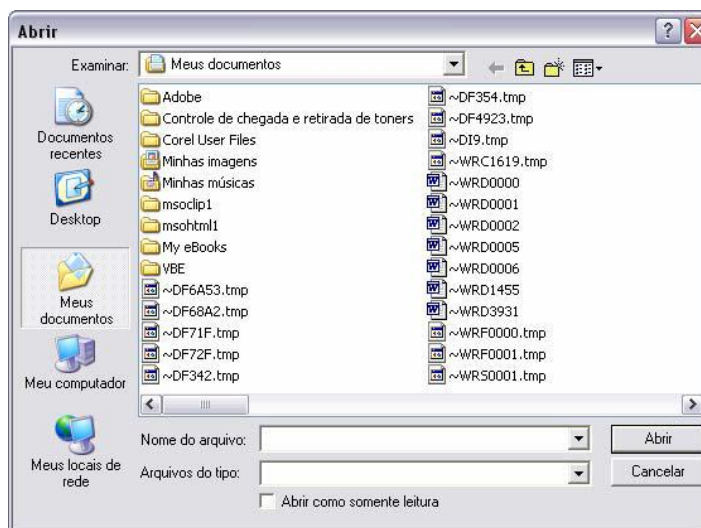 Abrir
Examinar:
Meus documentos
Documentos
recentes
Desktop
Meus
documentos
Meu computador
Meus locais de
rede
Adobe
Controle de chegada e retirada de toners
Corel User Files
Minhas imagens
Minhas músicas
msoclip1
msohtml1
My eBooks
VBE
~DF6A53.tmp
~DF68A2.tmp
~DF71F.tmp
~DF72F.tmp
~DF342.tmp
~DF354.tmp
~DF4923.tmp
~DI9.tmp
~WRC1619.tmp
~WRD0000
~WRD0001
~WRD0002
~WRD0005
~WRD0006
~WRD1455
~WRD3931
~WRF0000.tmp
~WRF0001.tmp
~WRS0001.tmp
Nome do arquivo:
Abrir
Arquivos do tipo:
Cancelar
Abrir como somente leitura